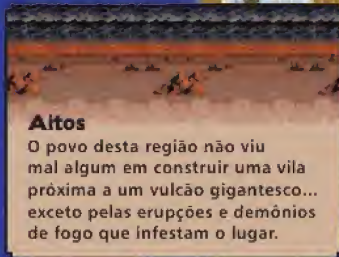 Aitos
O povo desta região não viu
mal algum em construir uma vila
próxima a um vulcão gigantesco...
exceto pelas erupções e demônios
de fogo que infestam o lugar.